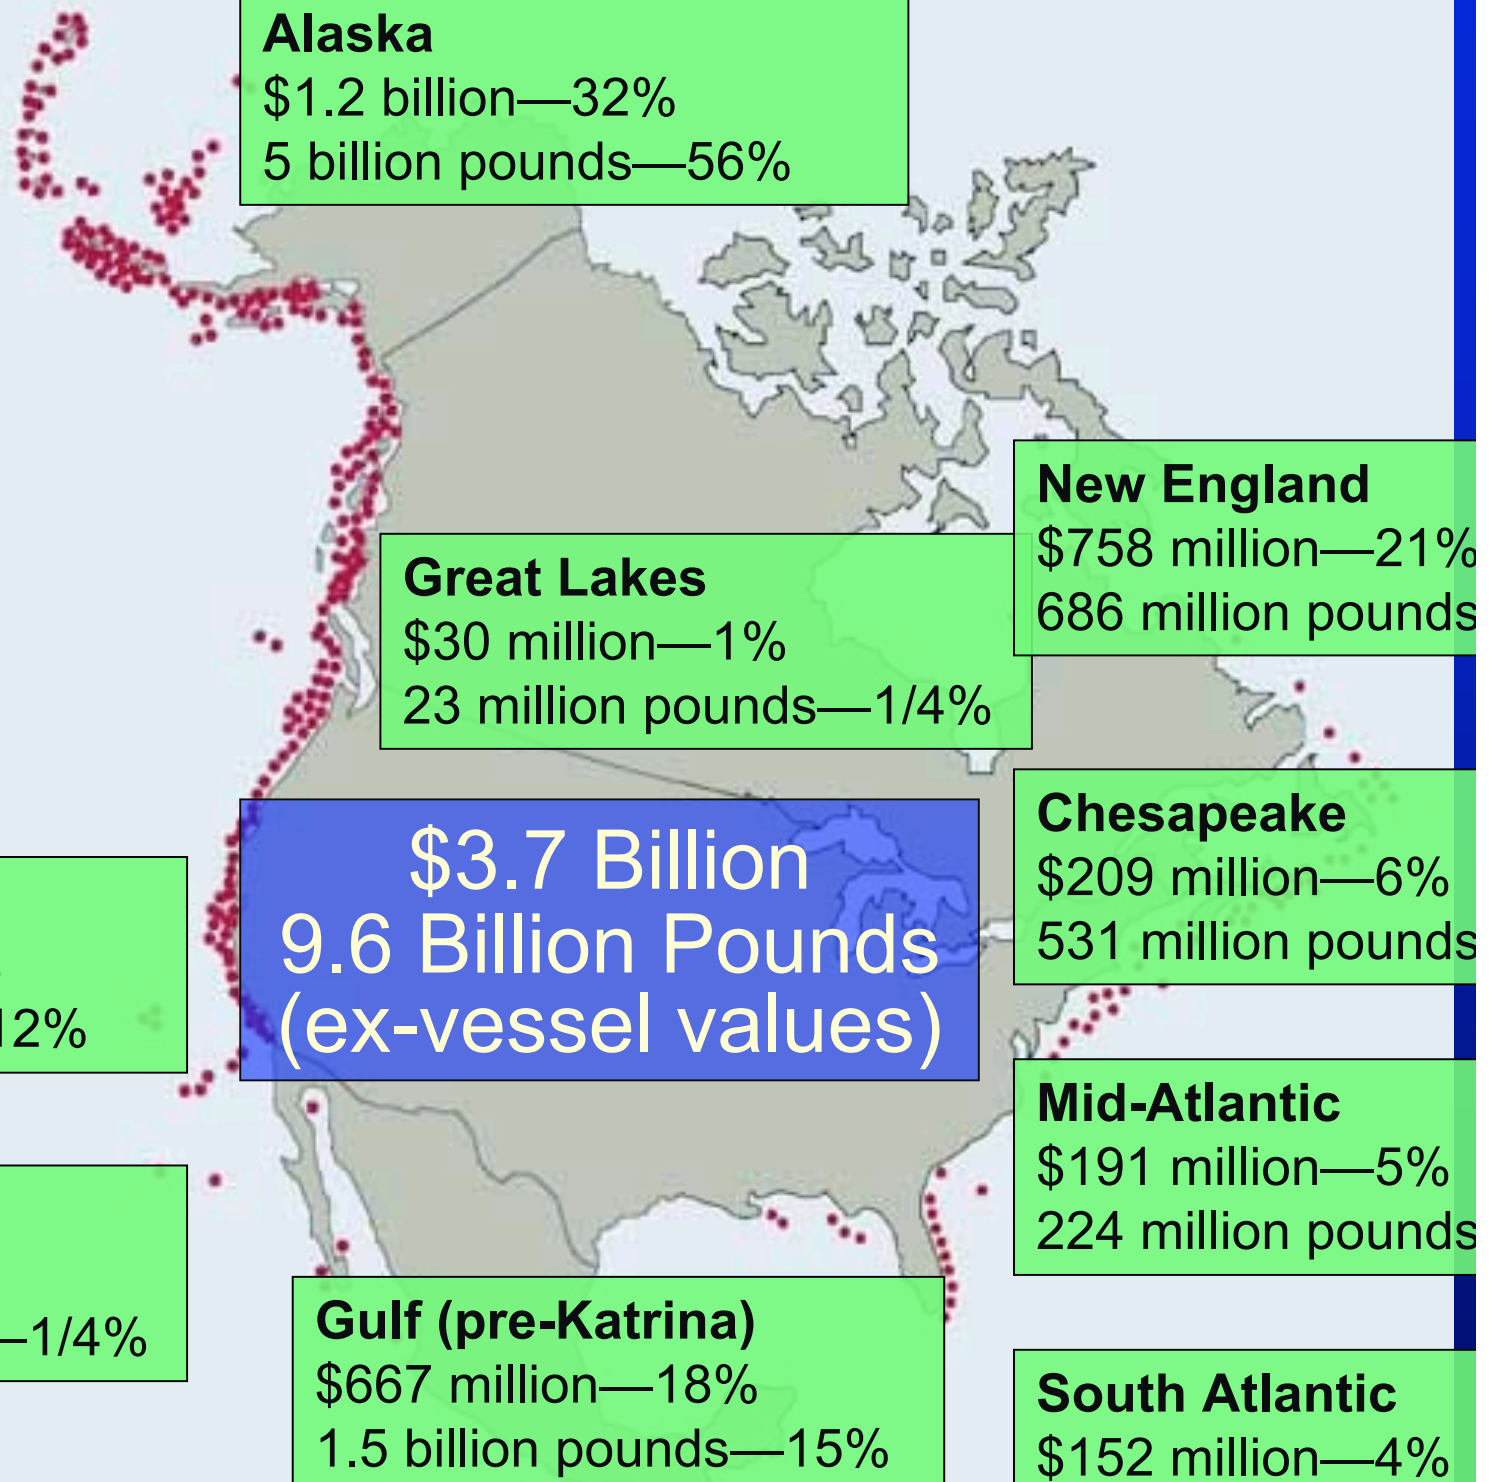 Alaska
$1.2 billion—32%
5 billion pounds—56%
New England
$758 million—21%
686 million pounds
Great Lakes
$30 million—1%
23 million pounds—1/4%
Chesapeake
$209 million—6%
531 million pounds
$3.7 Billion
9.6 Billion Pounds
(ex-vessel values)
12%
Mid-Atlantic
$191 million—5%
224 million pounds
—1/4%
Gulf (pre-Katrina)
$667 million—18%
1.5 billion pounds—15%
South Atlantic
$152 million—4%